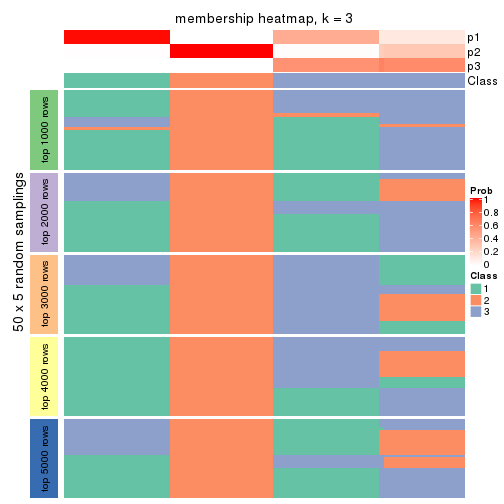 membership heatmap, k = 3
p1
p2
p3
Class
50 x 5 random samplings
top 1000 rows
top 2000 rows
top 3000 rows
top 4000 rows
top 5000 rows
Prob
1
0.8
0.6
0.4
0.2
0
Class
1
2
3